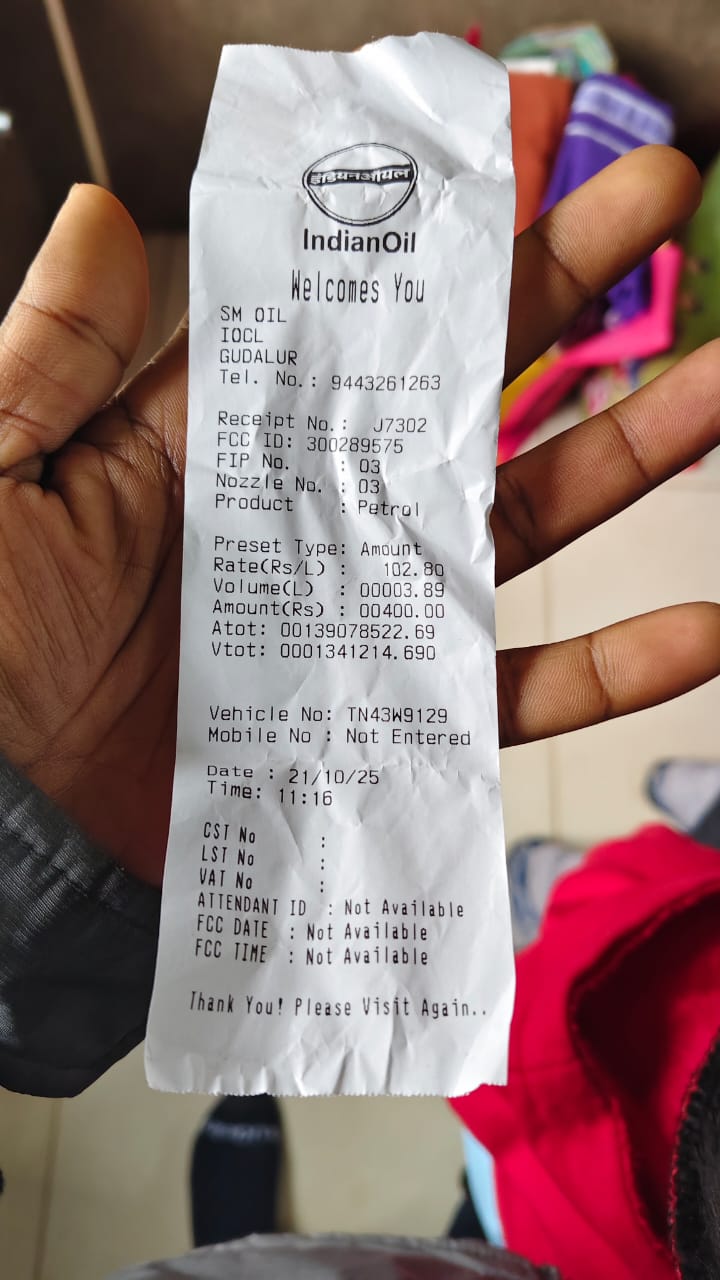 इंडियनऑयल
IndianOil
Welcomes You
SM OIL
IOCL
GUDALUR
Tel. No.: 9443261263
Receipt No.: J7302
FCC ID: 300289575
FIP No. : 03
Nozzle No. : 03
Product : Petrol
Preset Type: Amount
Rate(Rs/L) : 102.80
Volume(L) : 00003.89
Amount(Rs) : 00400.00
Atot: 00139078522.69
Vtot: 0001341214.690
Vehicle No: TN43W9129
Mobile No : Not Entered
Date : 21/10/25
Time: 11:16
CST No :
LST No :
VAT No :
ATTENDANT ID : Not Available
FCC DATE : Not Available
FCC TIME : Not Available
Thank You! Please Visit Again..